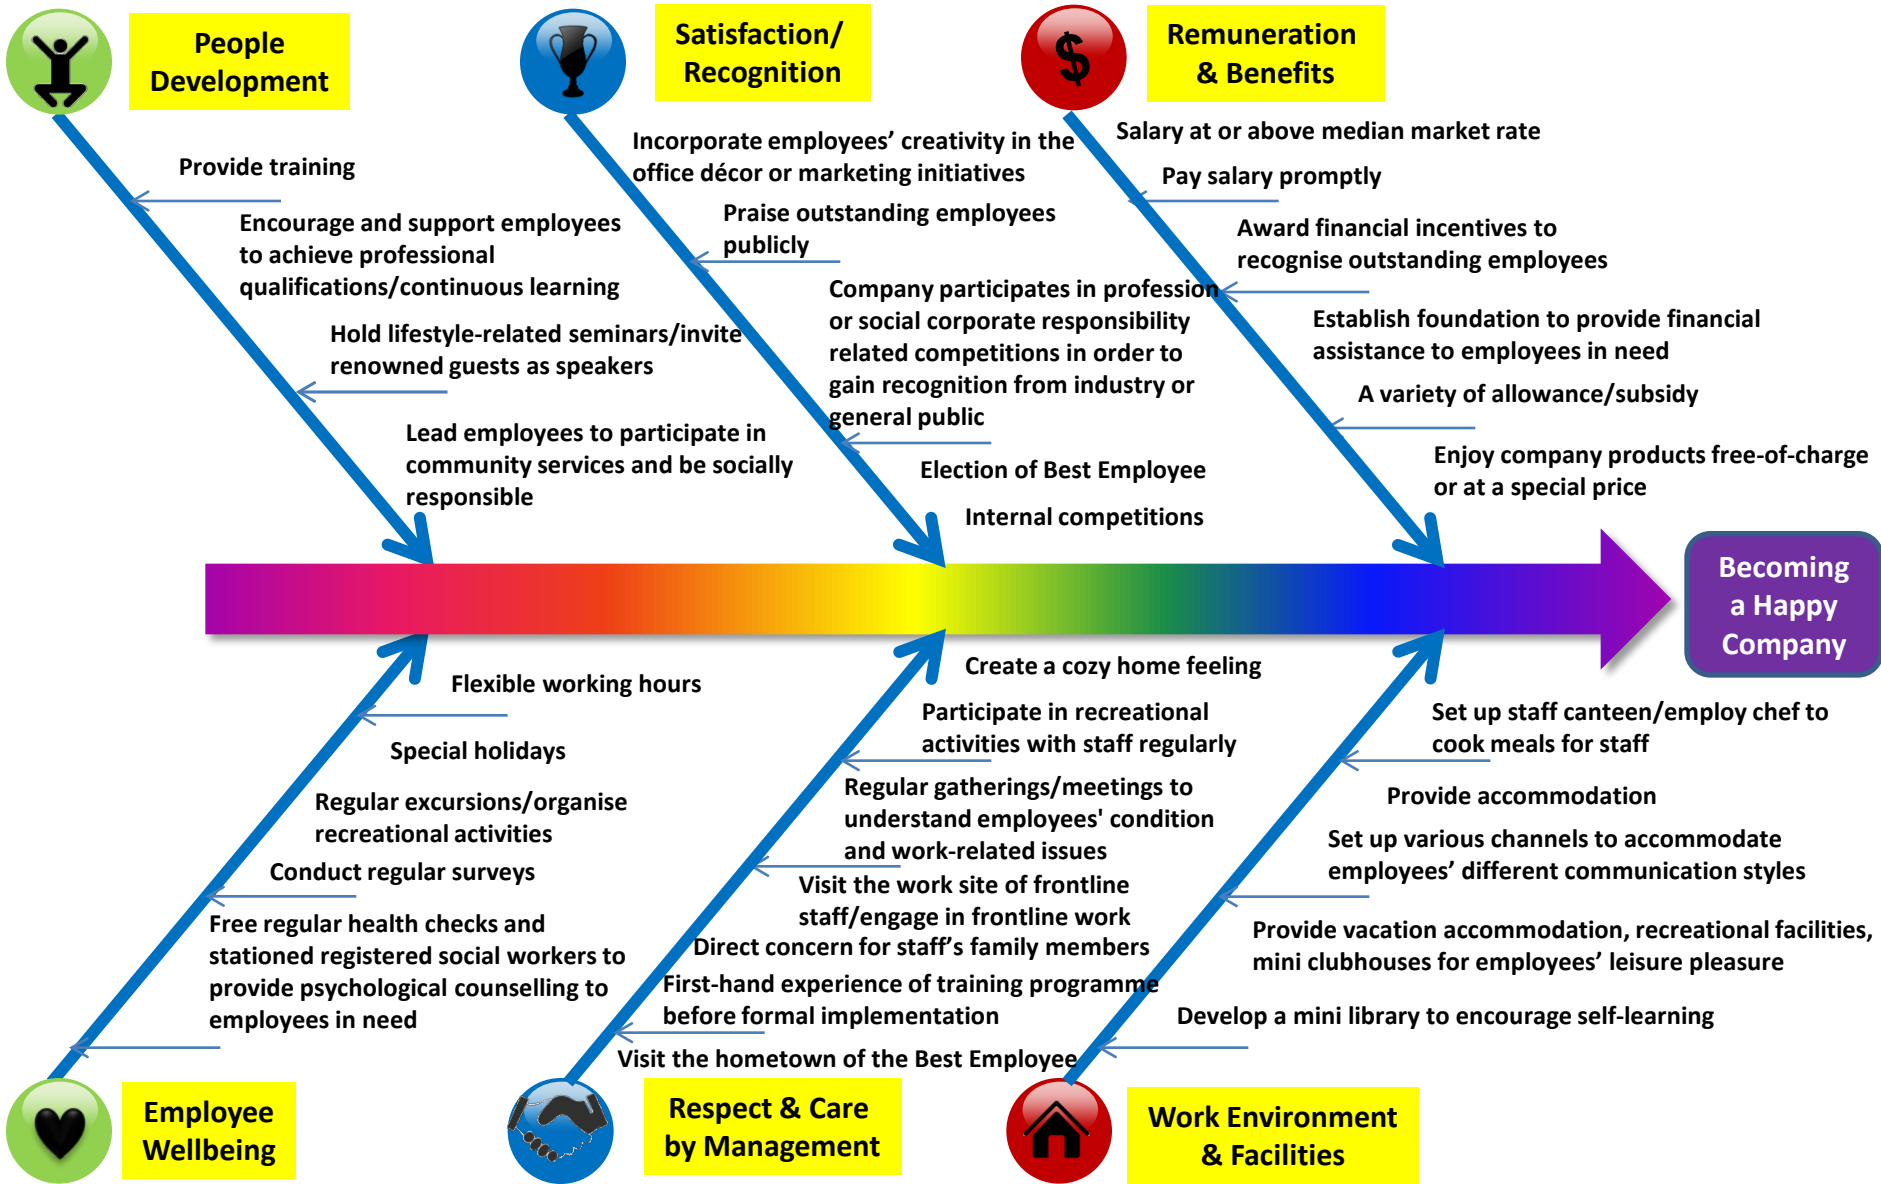 People
Development
Provide training
Encourage and support employees
to achieve professional
qualifications/continuous learning
Hold lifestyle-related seminars/invite
renowned guests as speakers
Lead employees to participate in
community services and be socially
responsible
Satisfaction/
Recognition
Incorporate employees’ creativity in the
office décor or marketing initiatives
Praise outstanding employees
publicly
Company participates in profession
or social corporate responsibility
related competitions in order to
gain recognition from industry or
general public
Election of Best Employee
Internal competitions
Remuneration
& Benefits
Salary at or above median market rate
Pay salary promptly
Award financial incentives to
recognise outstanding employees
Establish foundation to provide financial
assistance to employees in need
A variety of allowance/subsidy
Enjoy company products free-of-charge
or at a special price
Becoming
a Happy
Company
Flexible working hours
Special holidays
Regular excursions/organise
recreational activities
Conduct regular surveys
Free regular health checks and
stationed registered social workers to
provide psychological counselling to
employees in need
Employee
Wellbeing
Create a cozy home feeling
Participate in recreational
activities with staff regularly
Regular gatherings/meetings to
understand employees' condition
and work-related issues
Visit the work site of frontline
staff/engage in frontline work
Direct concern for staff’s family members
First-hand experience of training programme
before formal implementation
Visit the hometown of the Best Employee
Respect & Care
by Management
Set up staff canteen/employ chef to
cook meals for staff
Provide accommodation
Set up various channels to accommodate
employees’ different communication styles
Provide vacation accommodation, recreational facilities,
mini clubhouses for employees’ leisure pleasure
Develop a mini library to encourage self-learning
Work Environment
& Facilities